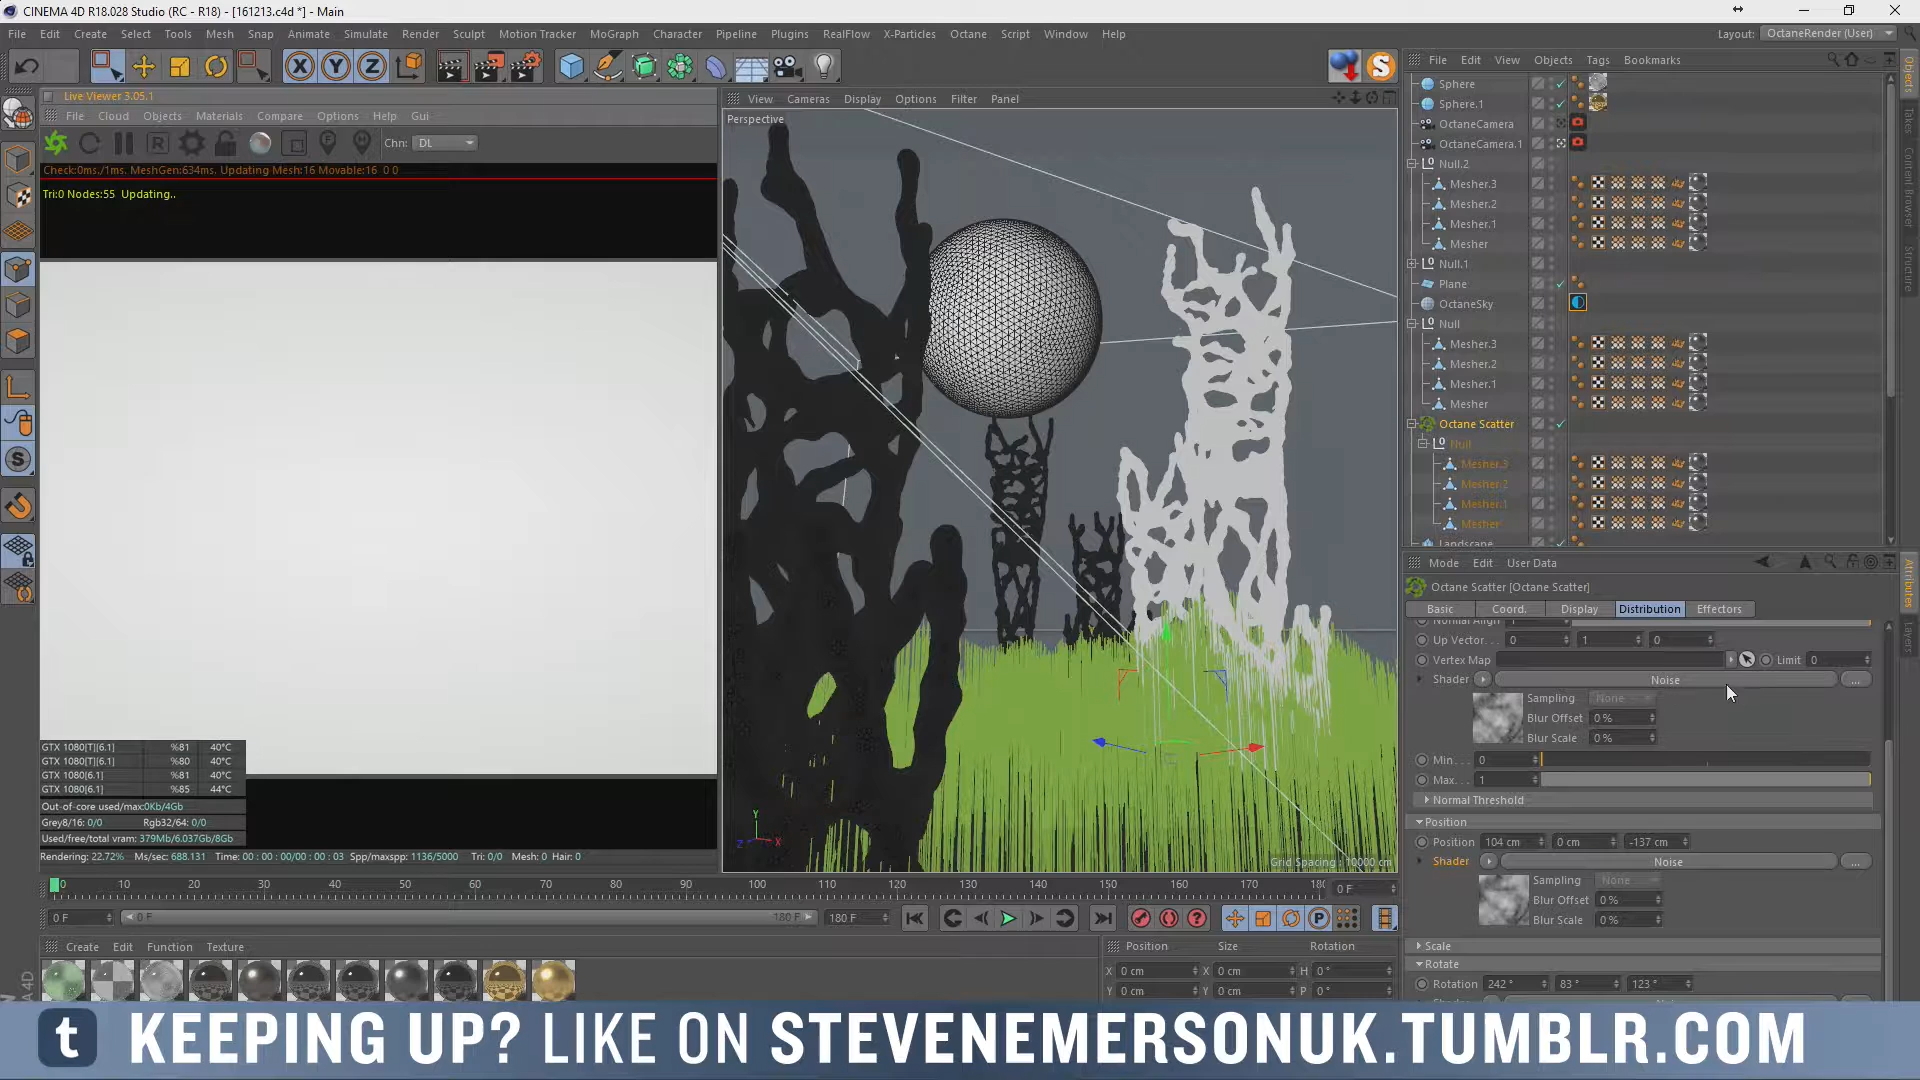 CINEMA 4D R18.028 Studio (RC - R18) - [161213.c4d *] - Main
File Edit Create Select Tools Mesh Snap Animate Simulate Render Sculpt Motion Tracker MoGraph Character Pipeline Plugins RealFlow X-Particles Octane Script Window Help Layout: OctaneRender (User)
Live Viewer 3.05.1
File Cloud Objects Materials Compare Options Help Gui
Chn: DL
Check:0ms./1ms. MeshGen:634ms. Updating Mesh:16 Movable:16 0 0
Tri:0 Nodes:55 Updating..
GTX 1080[T][6.1] %81 40°C
GTX 1080[T][6.1] %80 40°C
GTX 1080[6.1] %81 40°C
GTX 1080[6.1] %85 44°C
Out-of-core used/max:0Kb/4Gb
Grey8/16: 0/0 Rgb32/64: 0/0
Used/free/total vram: 379Mb/6.037Gb/8Gb
Rendering: 22.72% Ms/sec: 688.131 Time: 00 : 00 : 00/00 : 00 : 03 Spp/maxspp: 1136/5000 Tri: 0/0 Mesh: 0 Hair: 0
View Cameras Display Options Filter Panel
Perspective
Y
Z X
Grid Spacing : 10000 cm
File Edit View Objects Tags Bookmarks
Sphere
Sphere.1
OctaneCamera
OctaneCamera.1
Null.2
Mesher.3
Mesher.2
Mesher.1
Mesher
Null.1
Plane
OctaneSky
Null
Mesher.3
Mesher.2
Mesher.1
Mesher
Octane Scatter
Null
Mesher.3
Mesher.2
Mesher.1
Mesher
Landscape
Objects
Takes
Content Browser
Structure
Attributes
Layers
Mode Edit User Data
Octane Scatter [Octane Scatter]
Basic Coord. Display Distribution Effectors
Normal Align 1
Up Vector. . . 0 1 0
Vertex Map Limit 0
Shader Noise ...
Sampling None
Blur Offset 0 %
Blur Scale 0 %
Min. . . 0
Max. . . 1
Normal Threshold
Position
Position 104 cm 0 cm -137 cm
Shader Noise ...
Sampling None
Blur Offset 0 %
Blur Scale 0 %
Scale
Rotate
Rotation 242 ° 83 ° 123 °
0 10 20 30 40 50 60 70 80 90 100 110 120 130 140 150 160 170 180 0 F
0 F 0 F 180 F 180 F
Create Edit Function Texture
Position Size Rotation
X 0 cm X 0 cm H 0 °
Y 0 cm Y 0 cm P 0 °
t KEEPING UP? LIKE ON STEVENEMERSONUK.TUMBLR.COM